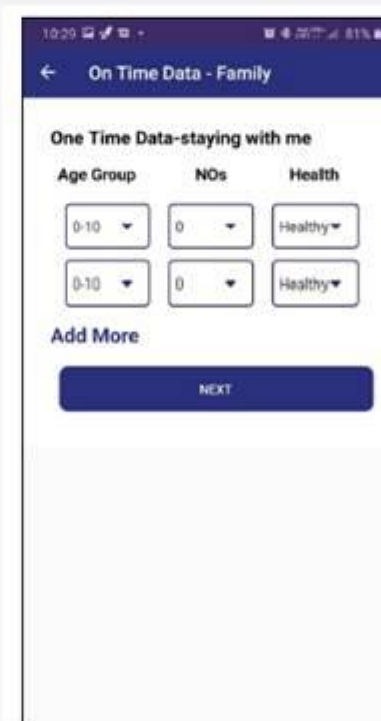 10:29 81%
On Time Data - Family
One Time Data-staying with me
Age Group NOs Health
0-10 0 Healthy
0-10 0 Healthy
Add More
NEXT